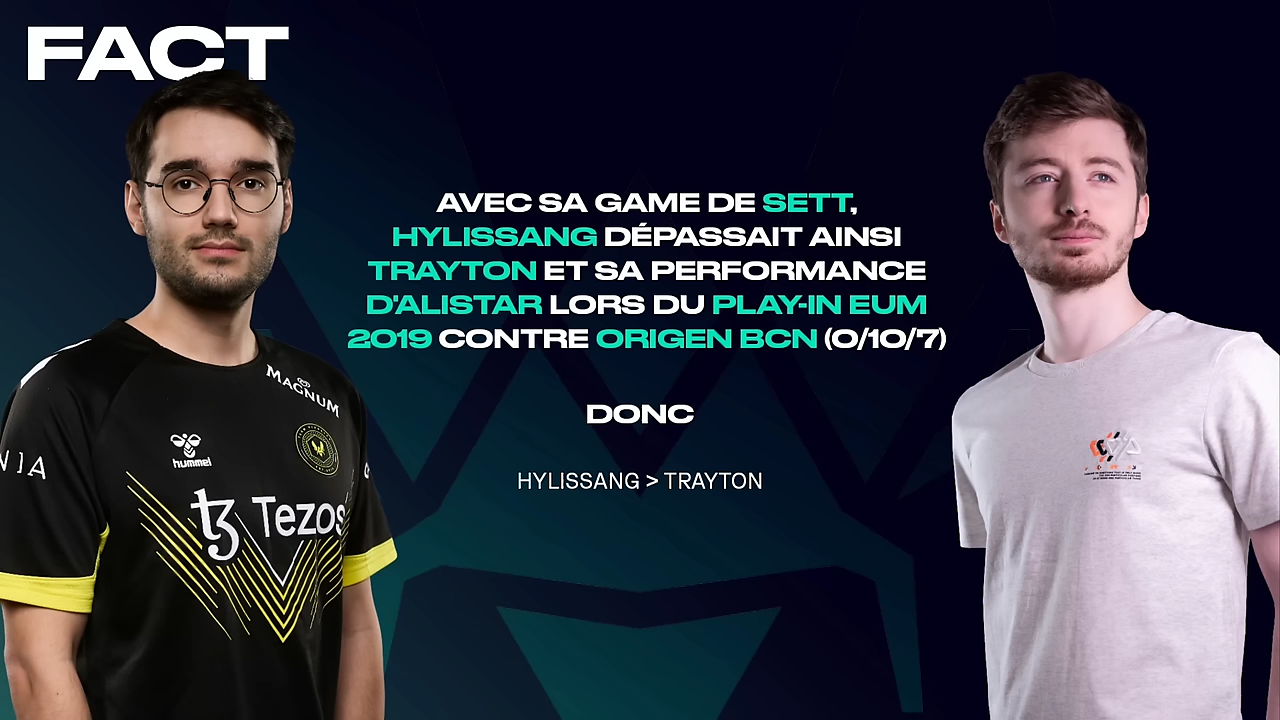 FACT
AVEC SA GAME DE SETT,
HYLISSANG DÉPASSAIT AINSI
TRAYTON ET SA PERFORMANCE
D'ALISTAR LORS DU PLAY-IN EUM
2019 CONTRE ORIGEN BCN (0/10/7)
DONC
HYLISSANG > TRAYTON
MAGNUM
hummel
Tezos